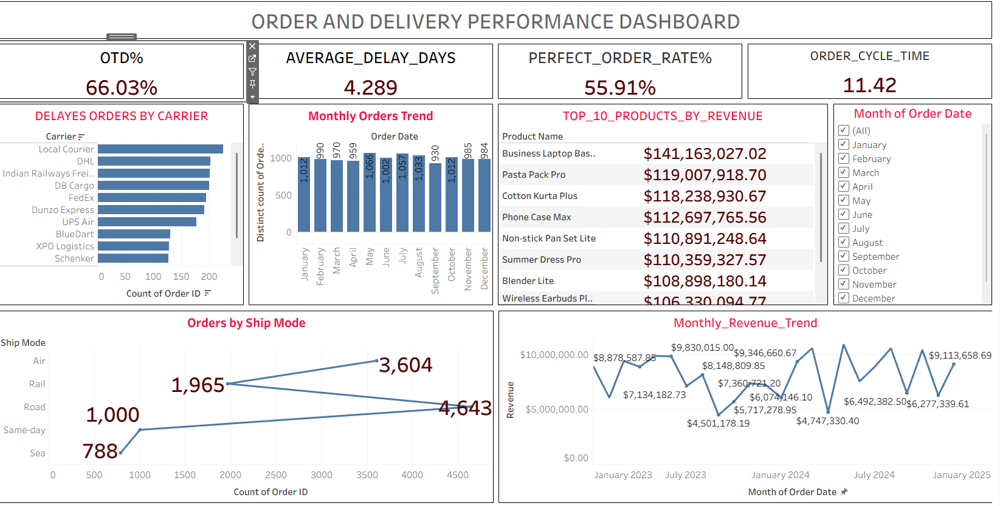 ORDER AND DELIVERY PERFORMANCE DASHBOARD
OTD%
66.03%
AVERAGE_DELAY_DAYS
4.289
PERFECT_ORDER_RATE%
55.91%
ORDER_CYCLE_TIME
11.42
DELAYES ORDERS BY CARRIER
Carrier
Local Courier
DHL
Indian Railways Frei..
DB Cargo
FedEx
Dunzo Express
UPS Air
BlueDart
XPO Logistics
Schenker
0 50 100 150 200
Count of Order ID
Monthly Orders Trend
Order Date
Distinct count of Orde..
1000
500
0
1,012 990 970 959 1,066 1,002 1,057 1,033 930 1,012 985 984
January February March April May June July August September October November December
TOP_10_PRODUCTS_BY_REVENUE
Product Name
Business Laptop Bas.. $141,163,027.02
Pasta Pack Pro $119,007,918.70
Cotton Kurta Plus $118,238,930.67
Phone Case Max $112,697,765.56
Non-stick Pan Set Lite $110,891,248.64
Summer Dress Pro $110,359,327.57
Blender Lite $108,898,180.14
Wireless Earbuds Pl.. $106,330,094.77
Month of Order Date
(All)
January
February
March
April
May
June
July
August
September
October
November
December
Orders by Ship Mode
Ship Mode
Air
Rail
Road
Same-day
Sea
3,604
1,965
4,643
1,000
788
0 500 1000 1500 2000 2500 3000 3500 4000 4500
Count of Order ID
Monthly_Revenue_Trend
Revenue
$10,000,000.00
$5,000,000.00
$0.00
$8,878,587.85
$7,134,182.73
$9,830,015.00
$8,148,809.85
$4,501,178.19
$5,717,278.95
$7,360,721.20
$6,074,146.10
$9,346,660.67
$4,747,330.40
$6,492,382.50
$6,277,339.61
$9,113,658.69
January 2023 July 2023 January 2024 July 2024 January 2025
Month of Order Date